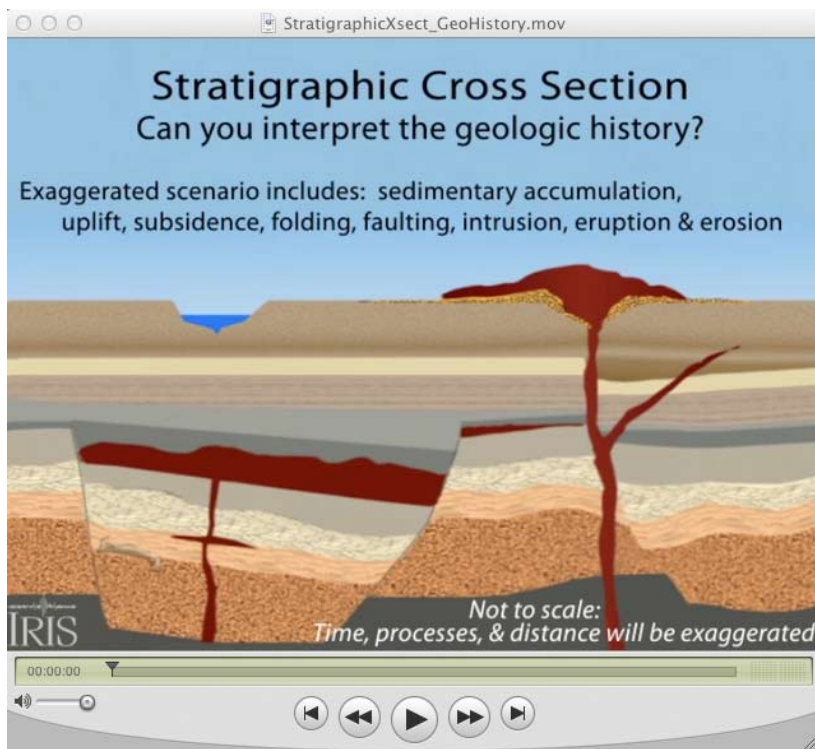 StratigraphicXsect_GeoHistory.mov
Stratigraphic Cross Section
Can you interpret the geologic history?
Exaggerated scenario includes: sedimentary accumulation,
uplift, subsidence, folding, faulting, intrusion, eruption & erosion
IRIS
Not to scale:
Time, processes, & distance will be exaggerated
00:00:00